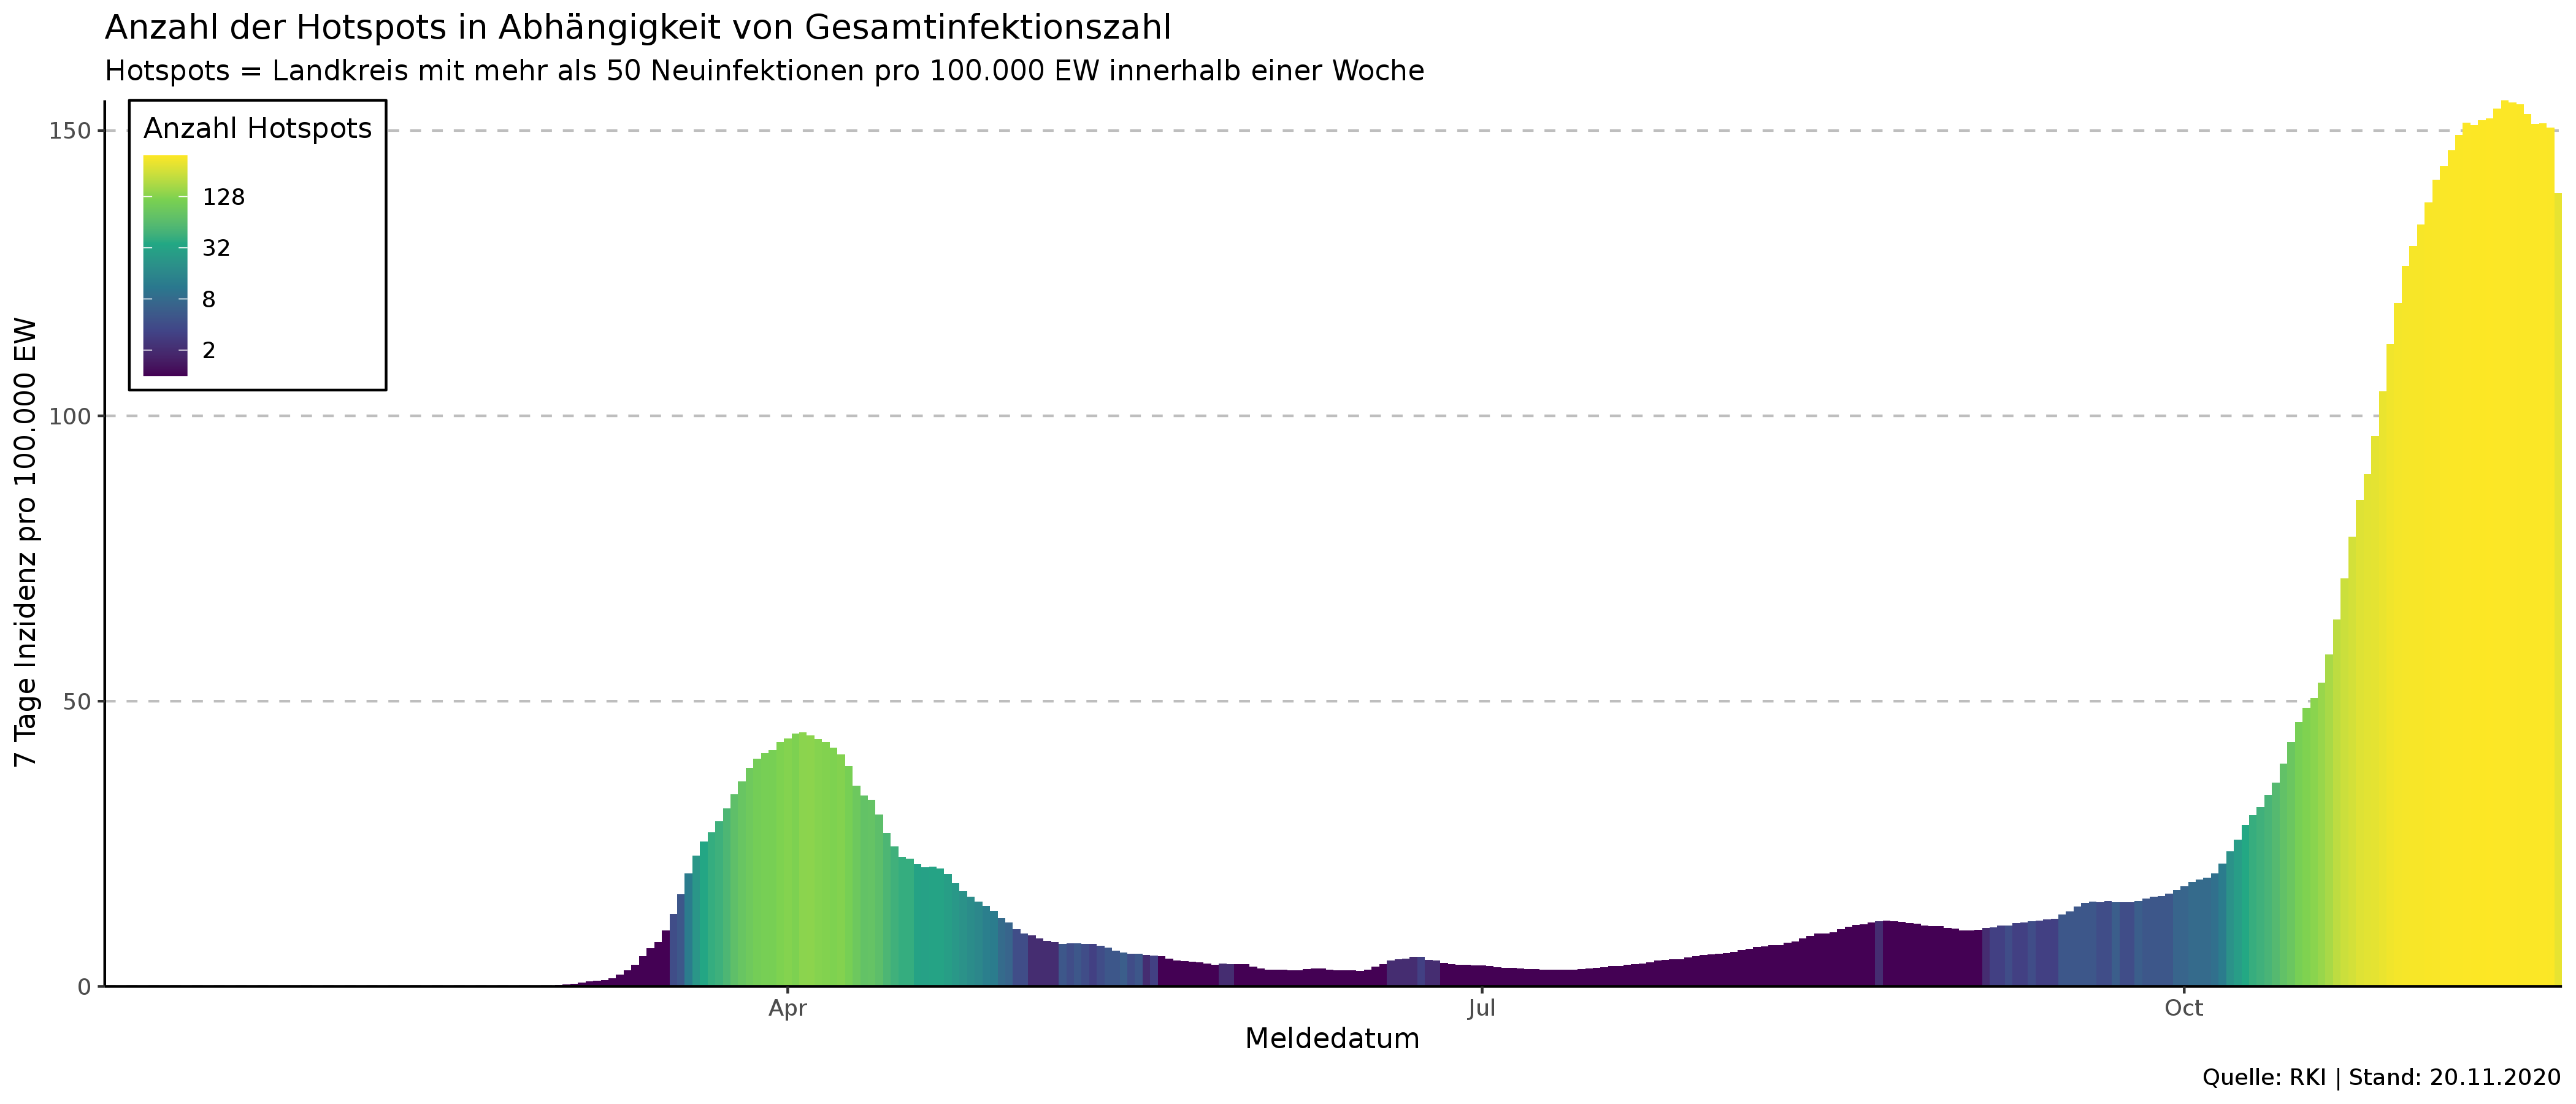 Anzahl der Hotspots in Abhängigkeit von Gesamtinfektionszahl
Hotspots = Landkreis mit mehr als 50 Neuinfektionen pro 100.000 EW innerhalb einer Woche
Anzahl Hotspots
128
32
8
2
7 Tage Inzidenz pro 100.000 EW
150
100
50
0
Apr
Jul
Oct
Meldedatum
Quelle: RKI | Stand: 20.11.2020